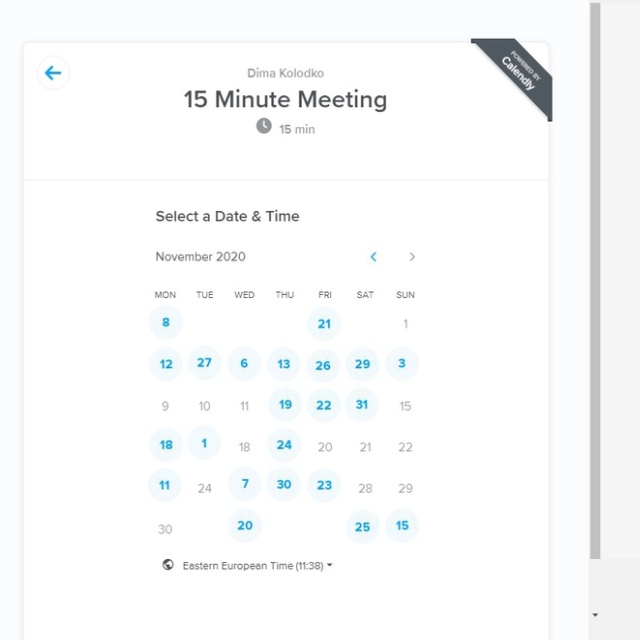 Dima Kolodko
POWERED BY
Calendly
15 Minute Meeting
15 min
Select a Date & Time
November 2020
MON TUE WED THU FRI SAT SUN
8 21 1
12 27 6 13 26 29 3
9 10 11 19 22 31 15
18 1 18 24 20 21 22
11 24 7 30 23 28 29
30 20 25 15
Eastern European Time (11:38)